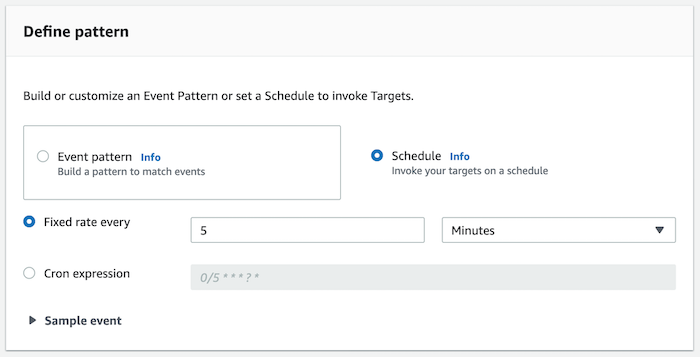 Define pattern
Build or customize an Event Pattern or set a Schedule to invoke Targets.
Event pattern Info
Build a pattern to match events
Schedule Info
Invoke your targets on a schedule
Fixed rate every 5 Minutes
Cron expression 0/5 * * * ? *
Sample event